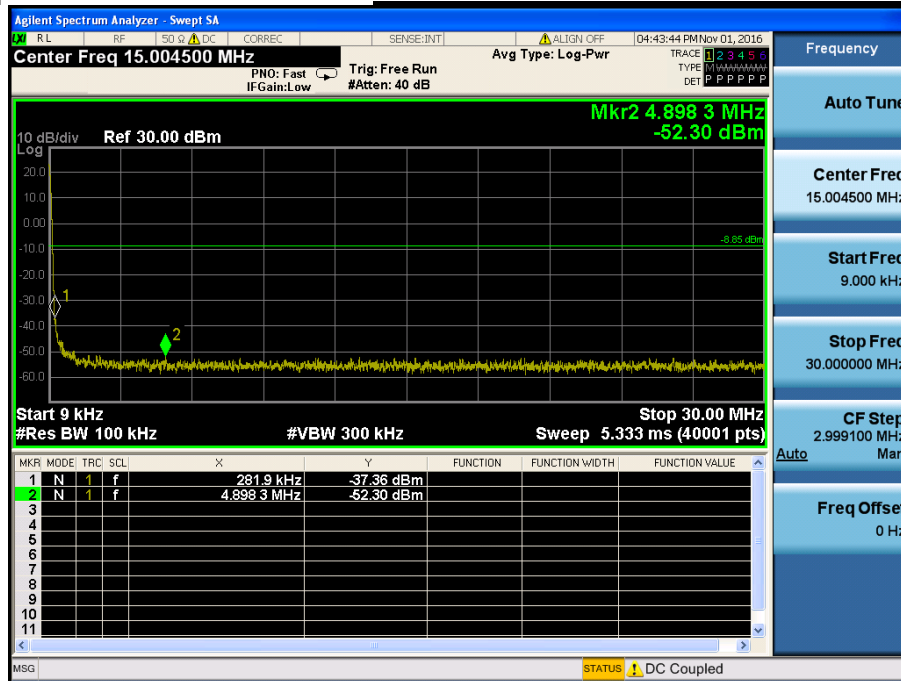 Agilent Spectrum Analyzer - Swept SA
LXI RL RF 50 Ω DC CORREC SENSE:INT ALIGN OFF 04:43:44 PM Nov 01, 2016
Center Freq 15.004500 MHz
Avg Type: Log-Pwr
TRACE 1 2 3 4 5 6
TYPE M W W W W W
DET P P P P P P
PNO: Fast Trig: Free Run
IFGain:Low #Atten: 40 dB
Mkr2 4.898 3 MHz
-52.30 dBm
10 dB/div Ref 30.00 dBm
Log
20.0
10.0
0.00
-8.85 dBm
-10.0
-20.0
-30.0
1
-40.0
2
-50.0
-60.0
Start 9 kHz Stop 30.00 MHz
#Res BW 100 kHz #VBW 300 kHz Sweep 5.333 ms (40001 pts)
MKR MODE TRC SCL X Y FUNCTION FUNCTION WIDTH FUNCTION VALUE
1 N 1 f 281.9 kHz -37.36 dBm
2 N 1 f 4.898 3 MHz -52.30 dBm
3
4
5
6
7
8
9
10
11
MSG STATUS DC Coupled
Frequency
Auto Tune
Center Freq
15.004500 MHz
Start Freq
9.000 kHz
Stop Freq
30.000000 MHz
CF Step
2.999100 MHz
Auto Man
Freq Offset
0 Hz